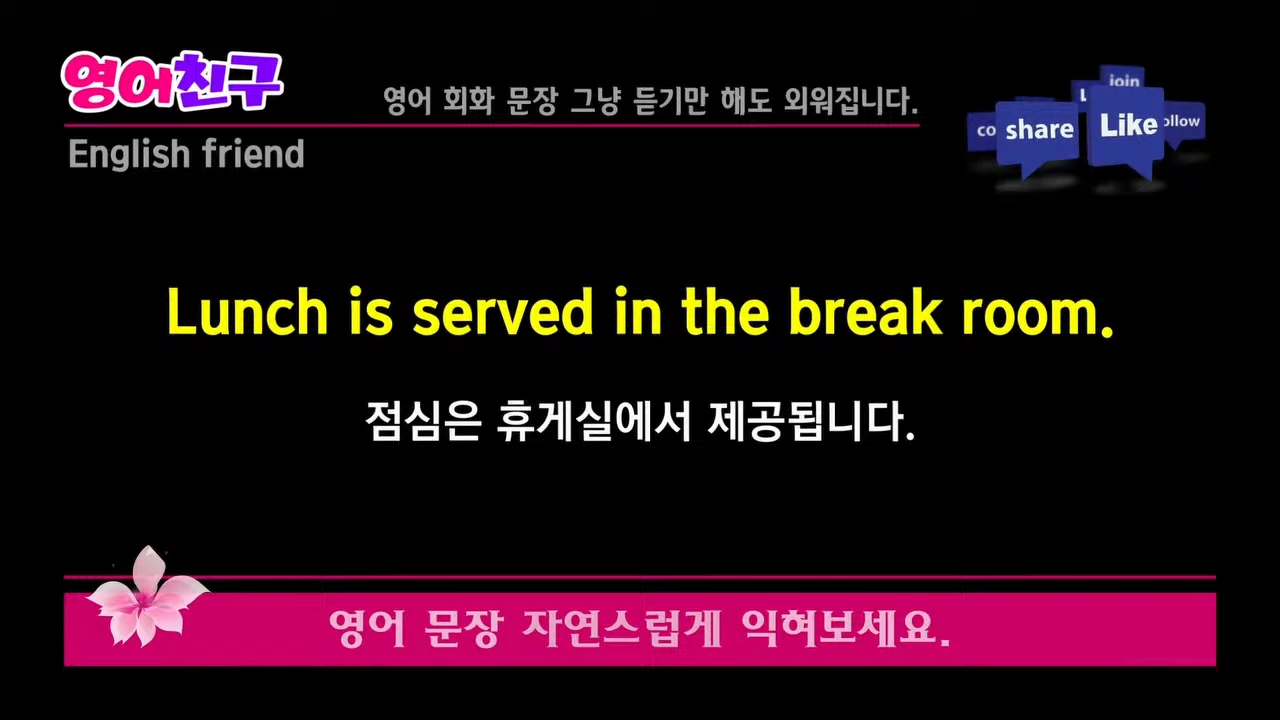 영어친구
영어 회화 문장 그냥 듣기만 해도 외워집니다.
English friend
join
share
Like
Lunch is served in the break room.
점심은 휴게실에서 제공됩니다.
영어 문장 자연스럽게 익혀보세요.